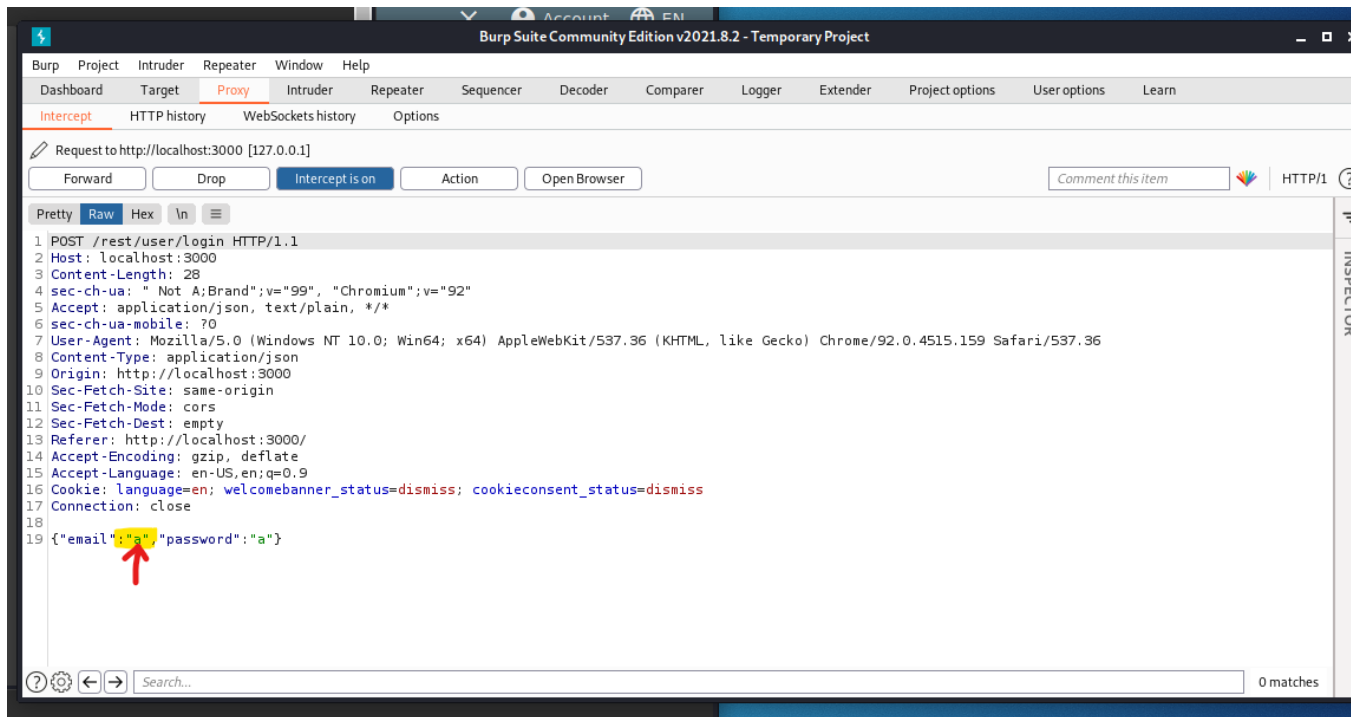 Account EN
Burp Suite Community Edition v2021.8.2 - Temporary Project
Burp Project Intruder Repeater Window Help
Dashboard Target Proxy Intruder Repeater Sequencer Decoder Comparer Logger Extender Project options User options Learn
Intercept HTTP history WebSockets history Options
Request to http://localhost:3000 [127.0.0.1]
Forward Drop Intercept is on Action Open Browser Comment this item HTTP/1 ?
Pretty Raw Hex \n ≡
INSPECTOR
1 POST /rest/user/login HTTP/1.1
2 Host: localhost:3000
3 Content-Length: 28
4 sec-ch-ua: " Not A;Brand";v="99", "Chromium";v="92"
5 Accept: application/json, text/plain, */*
6 sec-ch-ua-mobile: ?0
7 User-Agent: Mozilla/5.0 (Windows NT 10.0; Win64; x64) AppleWebKit/537.36 (KHTML, like Gecko) Chrome/92.0.4515.159 Safari/537.36
8 Content-Type: application/json
9 Origin: http://localhost:3000
10 Sec-Fetch-Site: same-origin
11 Sec-Fetch-Mode: cors
12 Sec-Fetch-Dest: empty
13 Referer: http://localhost:3000/
14 Accept-Encoding: gzip, deflate
15 Accept-Language: en-US,en;q=0.9
16 Cookie: language=en; welcomebanner_status=dismiss; cookieconsent_status=dismiss
17 Connection: close
18
19 {"email":"a","password":"a"}
? Search... 0 matches